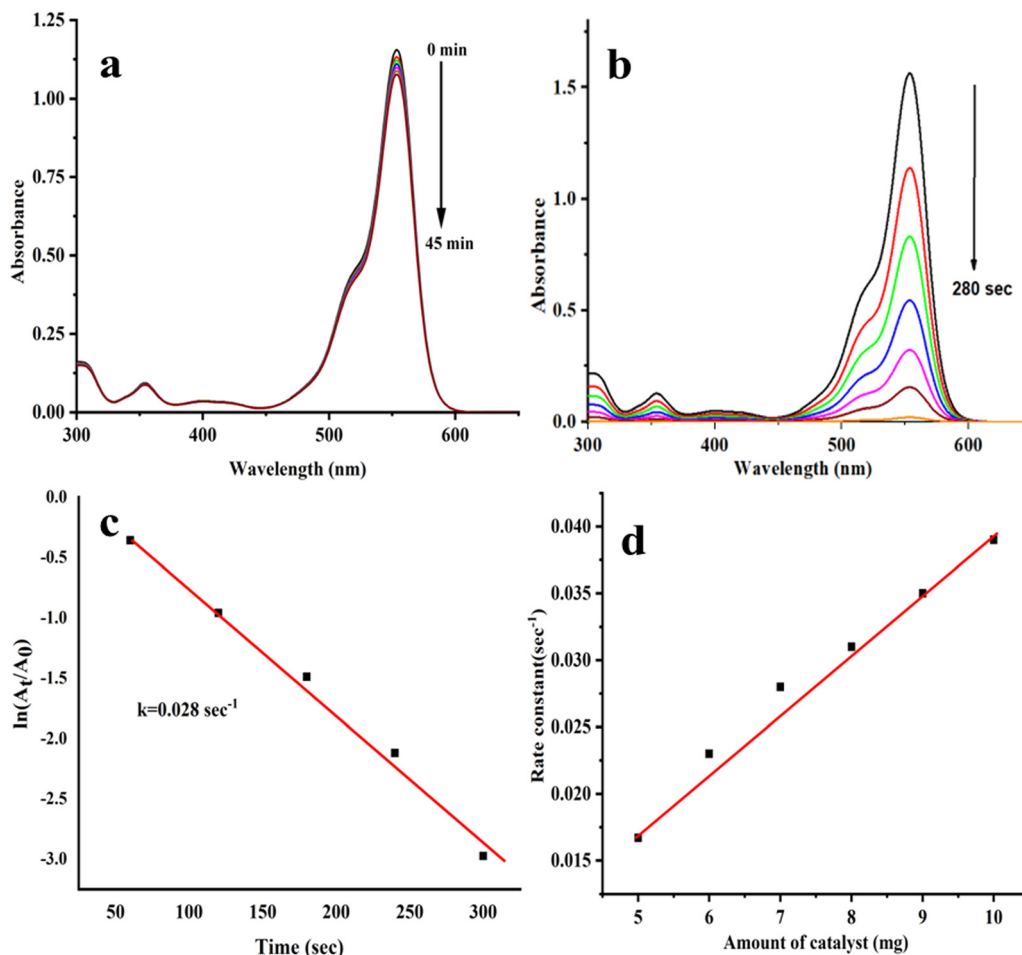 a
1.25
1.00
0.75
0.50
0.25
0.00
300
400
500
600
Absorbance
Wavelength (nm)
0 min
45 min
b
1.5
1.0
0.5
0.0
300
400
500
600
Absorbance
Wavelength (nm)
280 sec
c
0.0
-0.5
-1.0
-1.5
-2.0
-2.5
-3.0
50
100
150
200
250
300
ln(At/A0)
Time (sec)
k=0.028 sec-1
d
0.040
0.035
0.030
0.025
0.020
0.015
5
6
7
8
9
10
Rate constant(sec-1)
Amount of catalyst (mg)